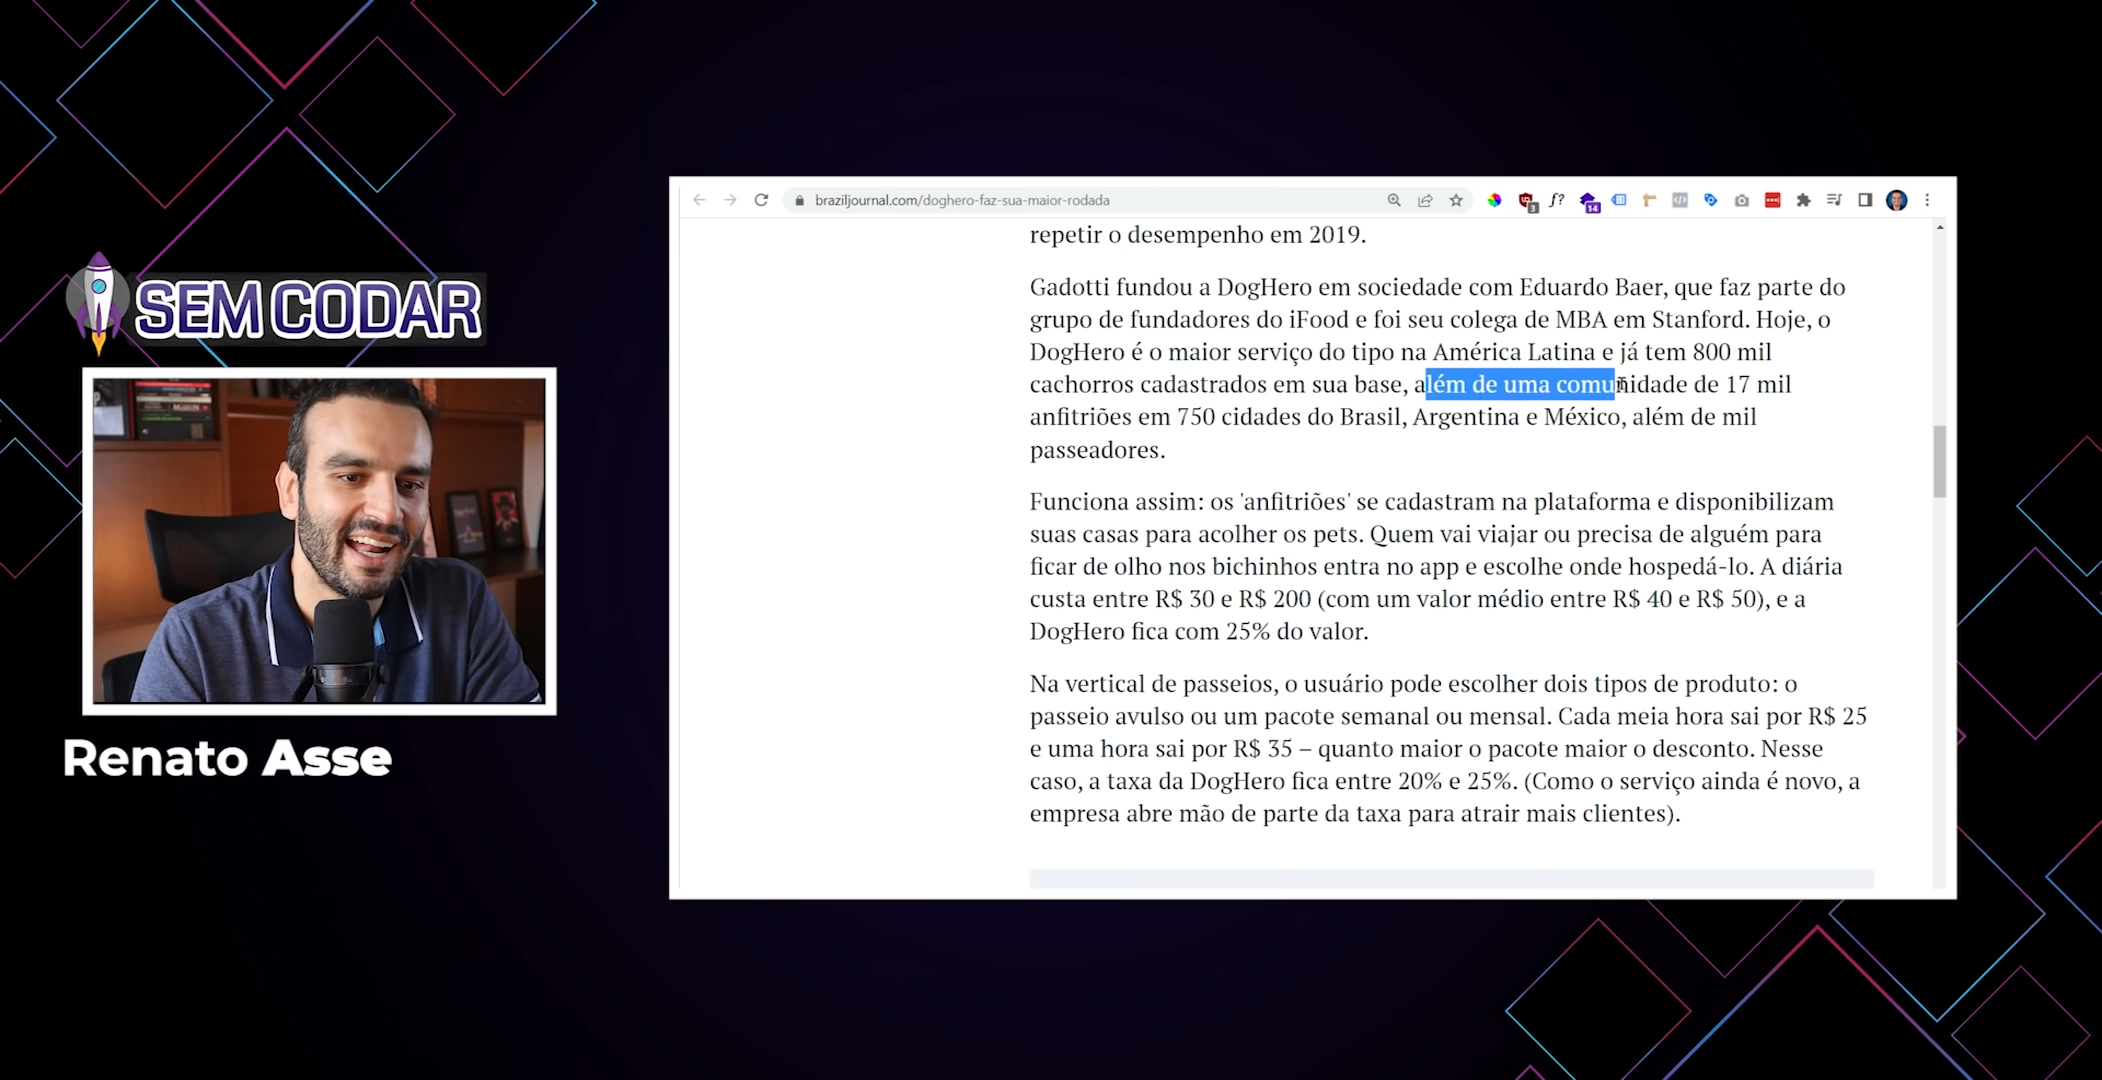 SEM CODAR
Renato Asse
braziljournal.com/doghero-faz-sua-maior-rodada
f?
3
14
repetir o desempenho em 2019.
Gadotti fundou a DogHero em sociedade com Eduardo Baer, que faz parte do
grupo de fundadores do iFood e foi seu colega de MBA em Stanford. Hoje, o
DogHero é o maior serviço do tipo na América Latina e já tem 800 mil
cachorros cadastrados em sua base, além de uma comunidade de 17 mil
anfitriões em 750 cidades do Brasil, Argentina e México, além de mil
passeadores.
Funciona assim: os 'anfitriões' se cadastram na plataforma e disponibilizam
suas casas para acolher os pets. Quem vai viajar ou precisa de alguém para
ficar de olho nos bichinhos entra no app e escolhe onde hospedá-lo. A diária
custa entre R$ 30 e R$ 200 (com um valor médio entre R$ 40 e R$ 50), e a
DogHero fica com 25% do valor.
Na vertical de passeios, o usuário pode escolher dois tipos de produto: o
passeio avulso ou um pacote semanal ou mensal. Cada meia hora sai por R$ 25
e uma hora sai por R$ 35 – quanto maior o pacote maior o desconto. Nesse
caso, a taxa da DogHero fica entre 20% e 25%. (Como o serviço ainda é novo, a
empresa abre mão de parte da taxa para atrair mais clientes).